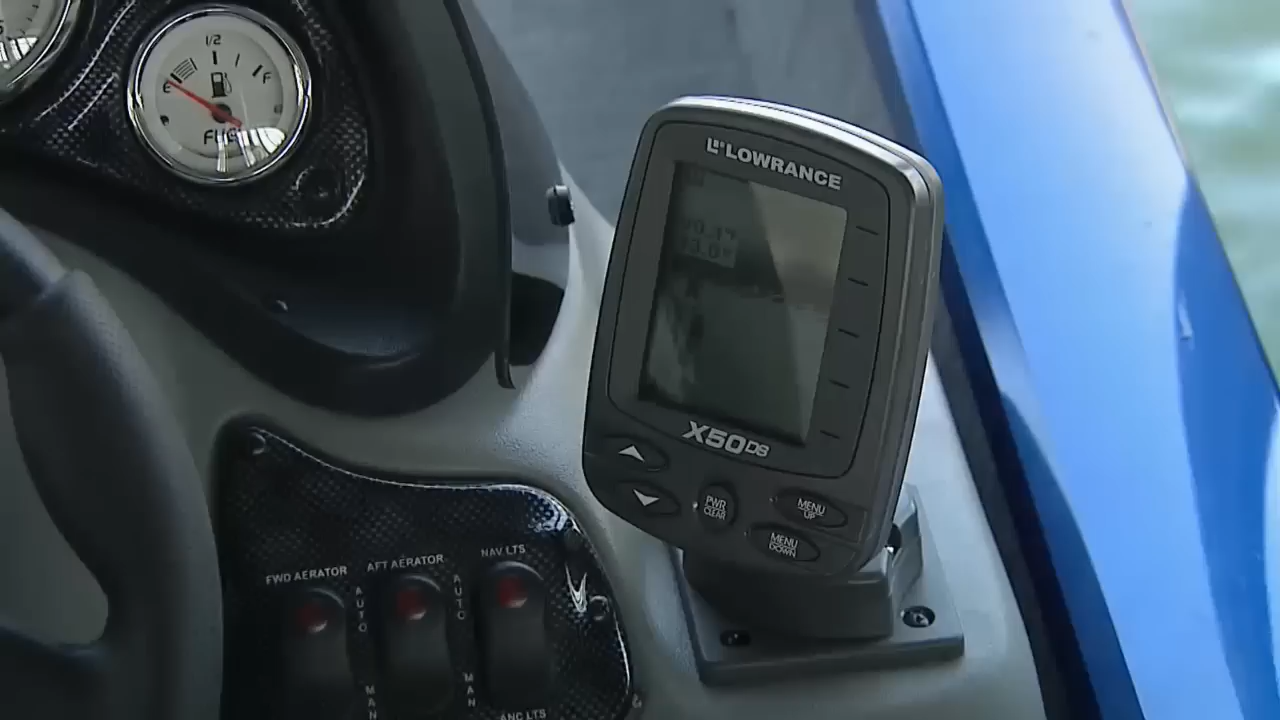 1/2
E
F
FUEL
LOWRANCE
X50DS
PWR
CLEAR
MENU
UP
MENU
DOWN
FWD AERATOR
AFT AERATOR
NAV LTS
AUTO
AUTO
MAN
MAN
ANC LTS